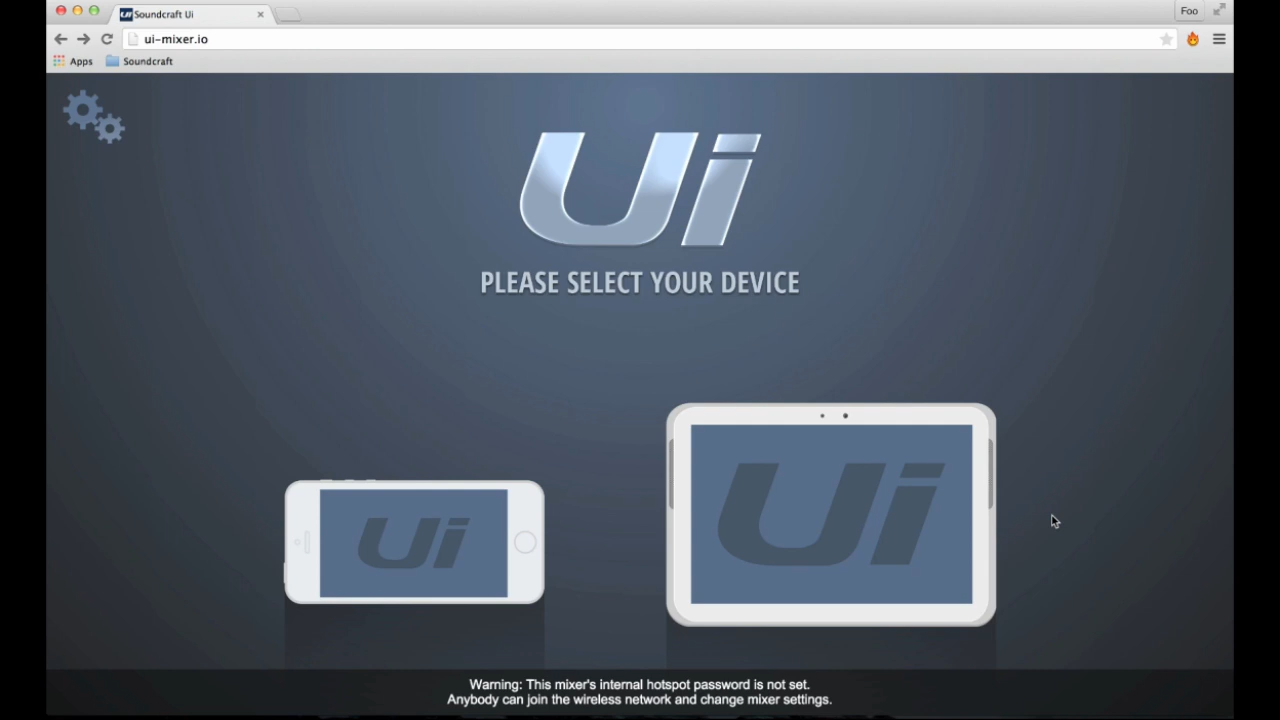 Soundcraft Ui
Foo
ui-mixer.io
Apps
Soundcraft
Ui
PLEASE SELECT YOUR DEVICE
Ui
Ui
Warning: This mixer's internal hotspot password is not set.
Anybody can join the wireless network and change mixer settings.